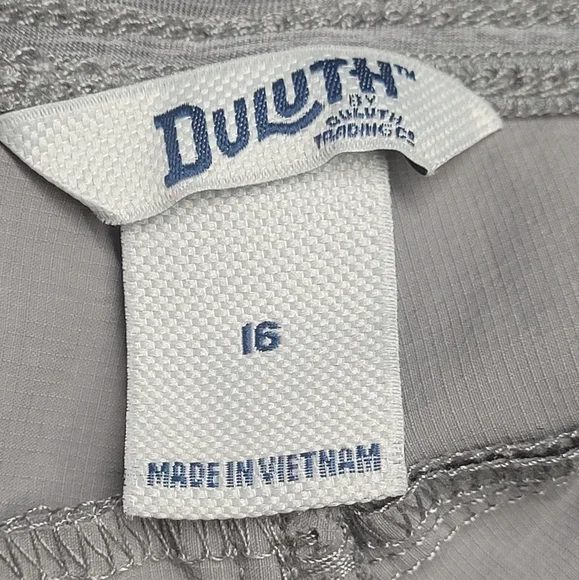 DULUTH™
BY
DULUTH
TRADING Co
16
MADE IN VIETNAM